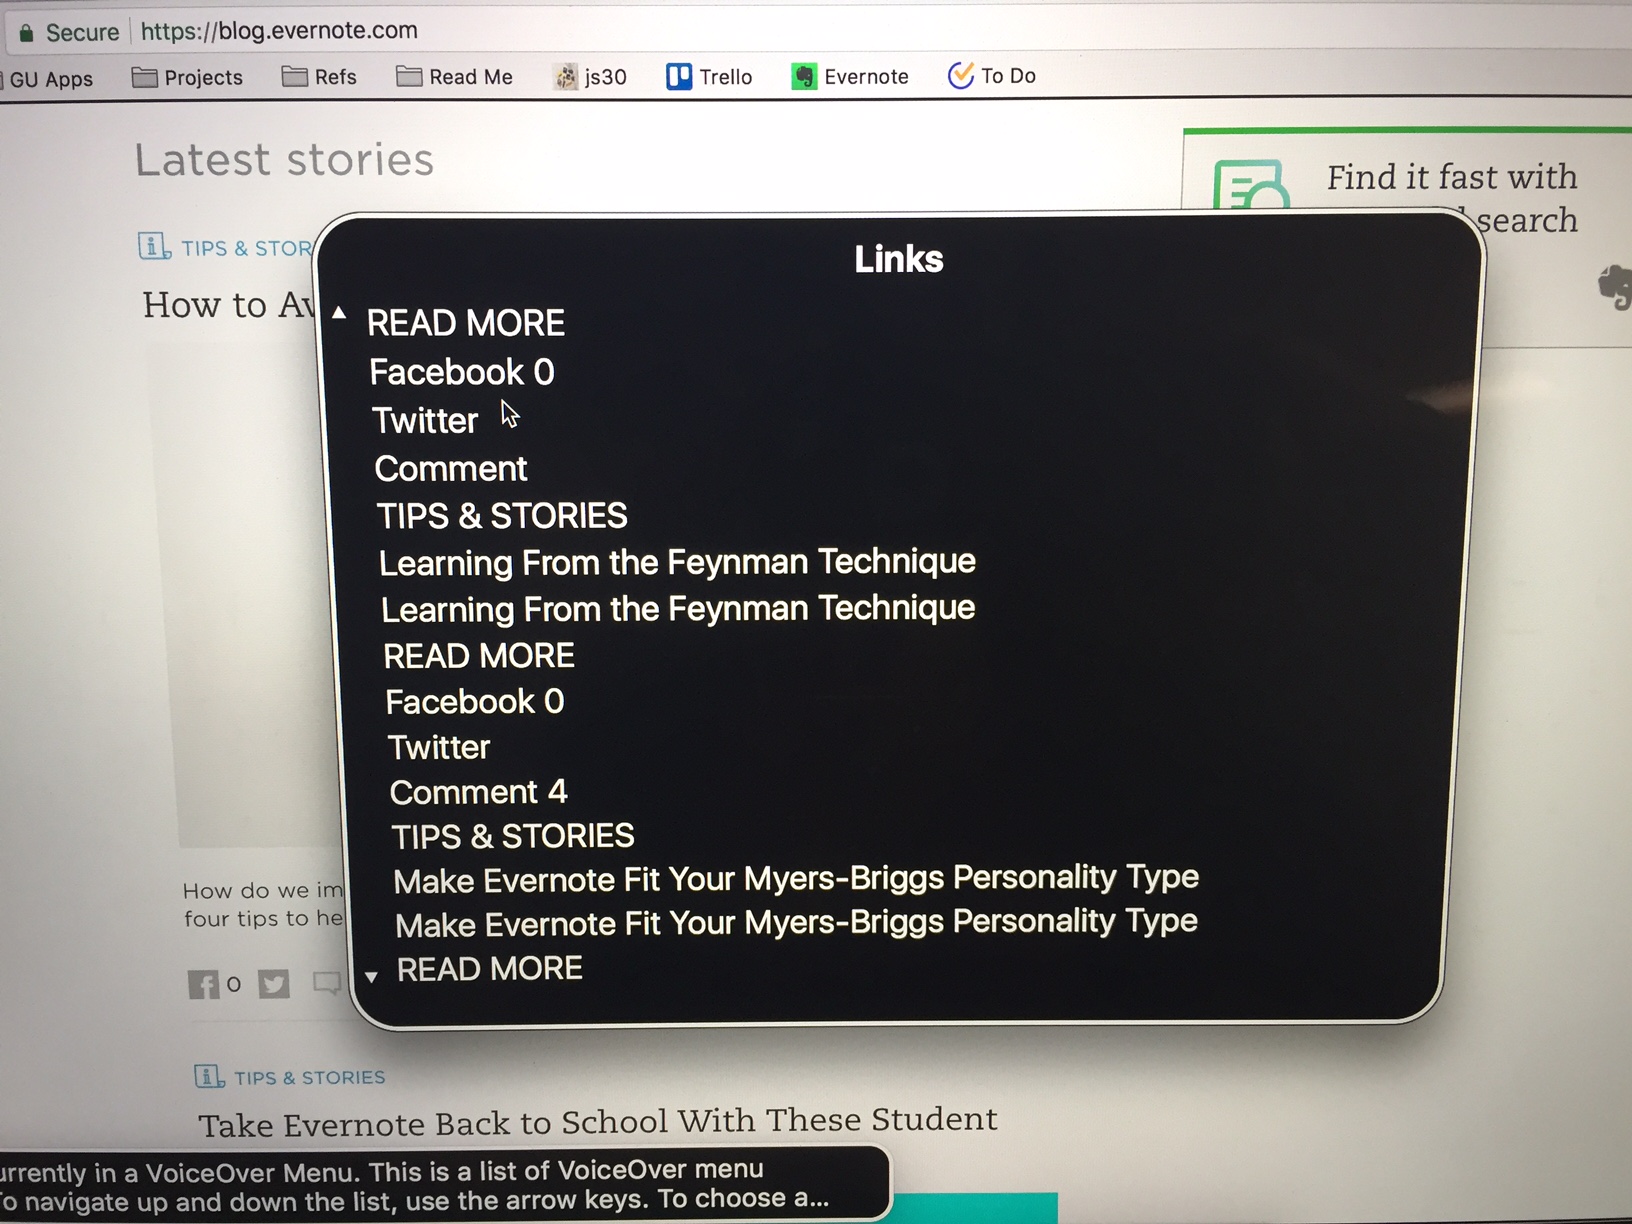 Secure https://blog.evernote.com
GU Apps Projects Refs Read Me js30 Trello Evernote To Do
Latest stories
Find it fast with
search
TIPS & STOR
How to Av
Links
READ MORE
Facebook 0
Twitter
Comment
TIPS & STORIES
Learning From the Feynman Technique
Learning From the Feynman Technique
READ MORE
Facebook 0
Twitter
Comment 4
TIPS & STORIES
Make Evernote Fit Your Myers-Briggs Personality Type
Make Evernote Fit Your Myers-Briggs Personality Type
READ MORE
How do we im
four tips to he
0
TIPS & STORIES
Take Evernote Back to School With These Student
urrently in a VoiceOver Menu. This is a list of VoiceOver menu
o navigate up and down the list, use the arrow keys. To choose a...